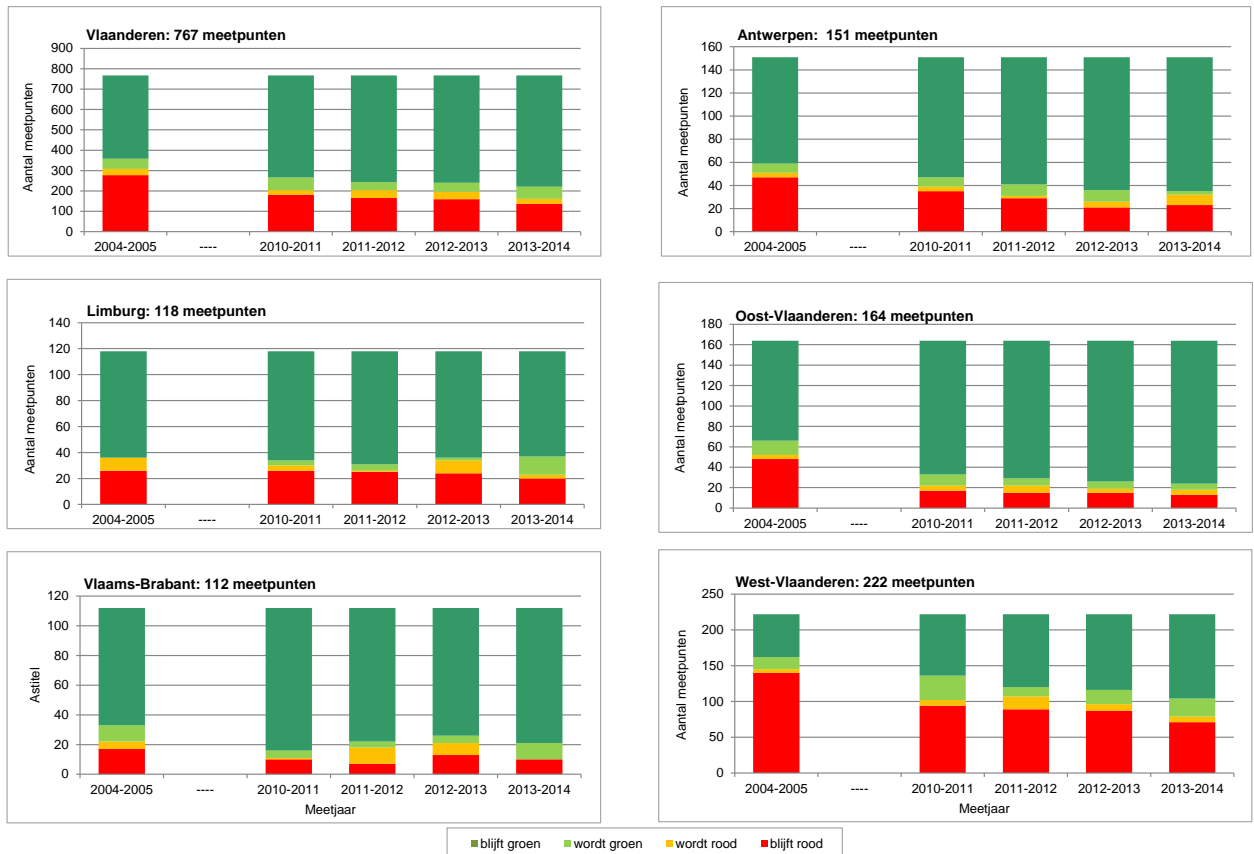 Vlaanderen: 767 meetpunten
Aantal meetpunten
900
800
700
600
500
400
300
200
100
0
2004-2005 ---- 2010-2011 2011-2012 2012-2013 2013-2014
Antwerpen: 151 meetpunten
Aantal meetpunten
160
140
120
100
80
60
40
20
0
2004-2005 ---- 2010-2011 2011-2012 2012-2013 2013-2014
Limburg: 118 meetpunten
Aantal meetpunten
140
120
100
80
60
40
20
0
2004-2005 ---- 2010-2011 2011-2012 2012-2013 2013-2014
Oost-Vlaanderen: 164 meetpunten
Aantal meetpunten
180
160
140
120
100
80
60
40
20
0
2004-2005 ---- 2010-2011 2011-2012 2012-2013 2013-2014
Vlaams-Brabant: 112 meetpunten
Astitel
120
100
80
60
40
20
0
2004-2005 ---- 2010-2011 2011-2012 2012-2013 2013-2014
Meetjaar
West-Vlaanderen: 222 meetpunten
Aantal meetpunten
250
200
150
100
50
0
2004-2005 ---- 2010-2011 2011-2012 2012-2013 2013-2014
Meetjaar
blijft groen wordt groen wordt rood blijft rood